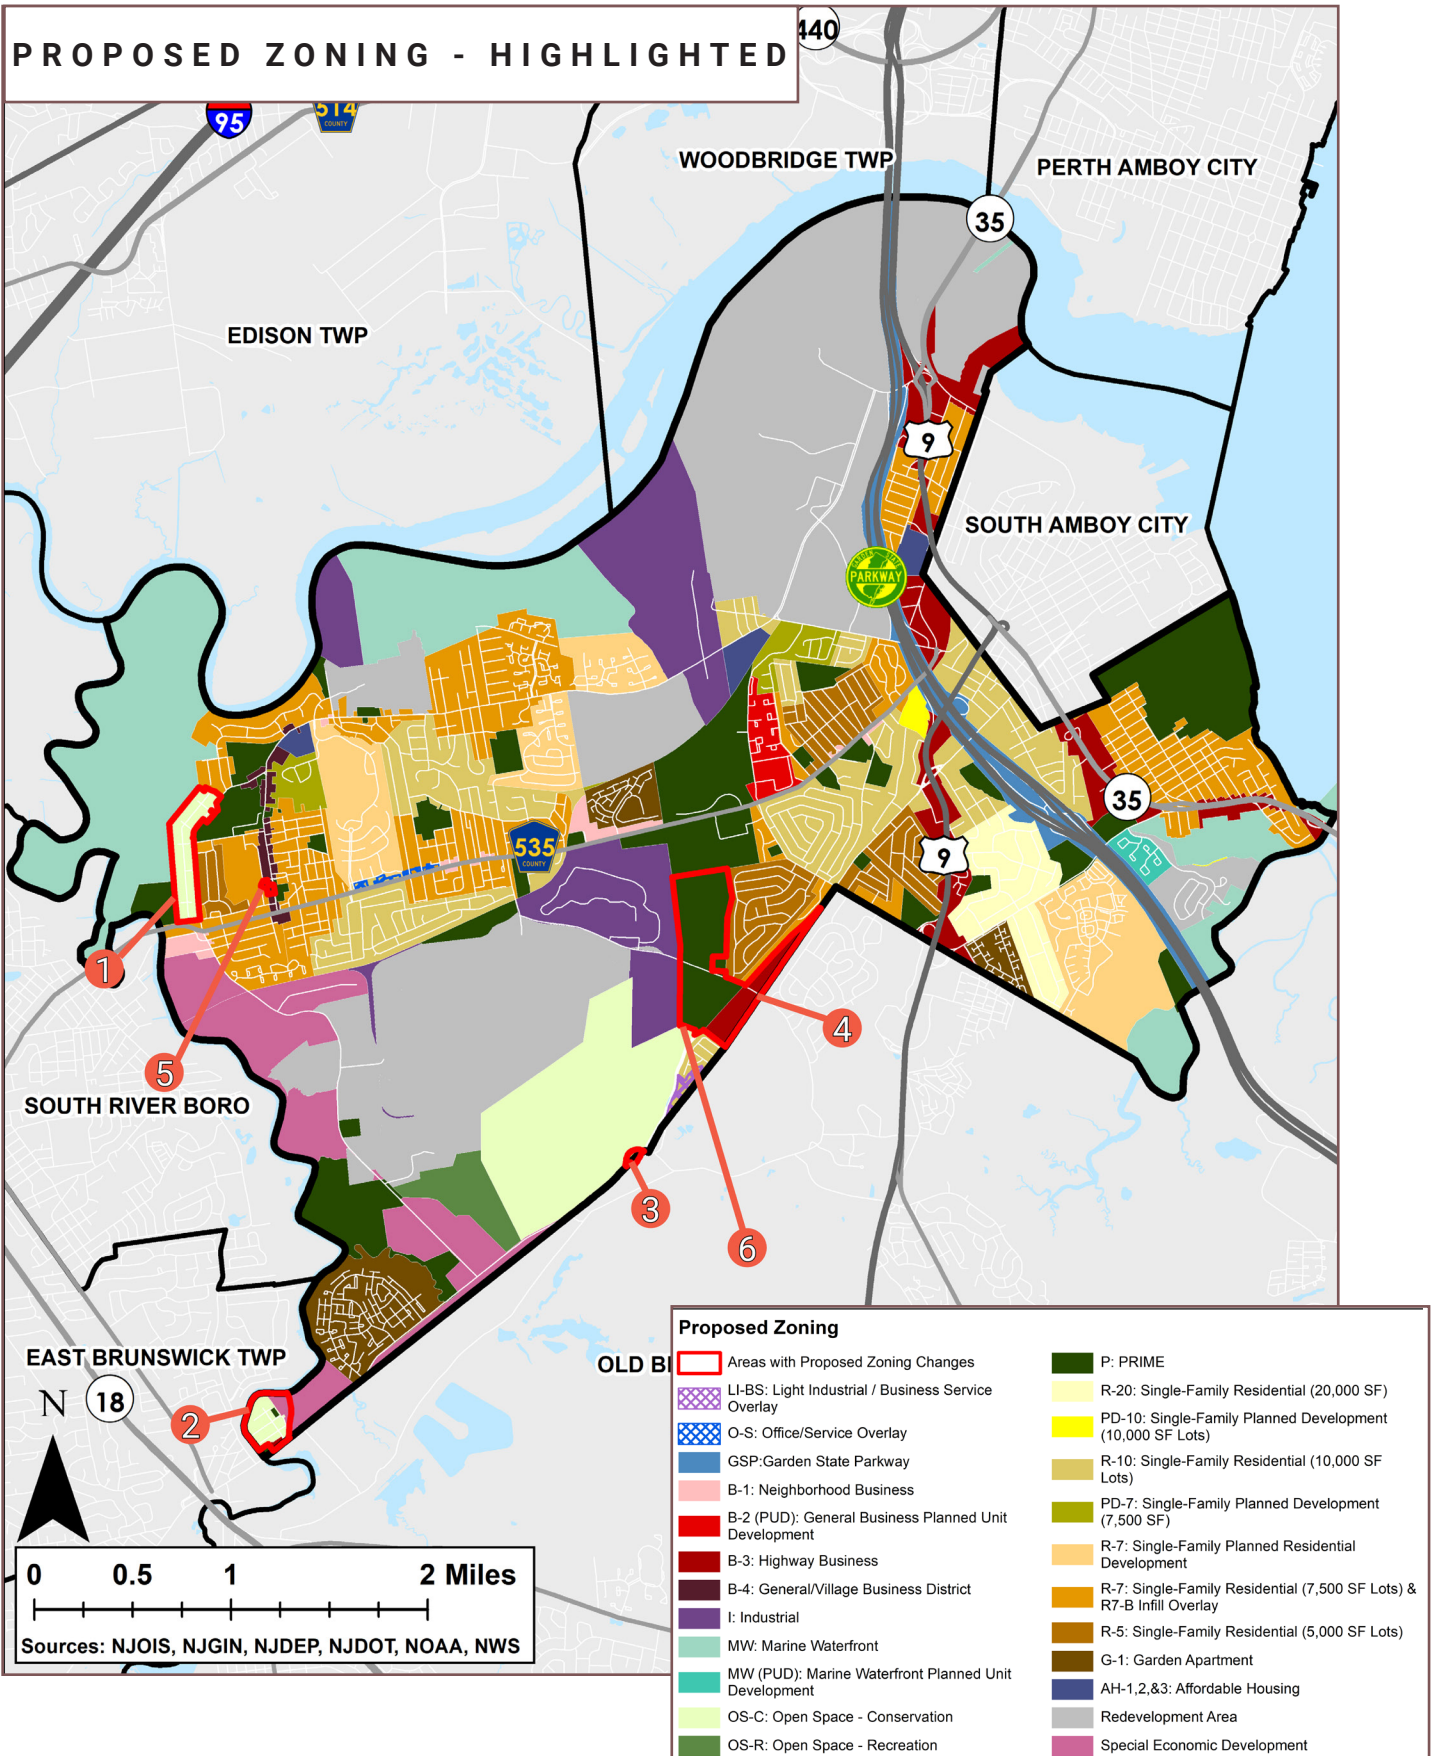 PROPOSED ZONING - HIGHLIGHTED
440
95
514
COUNTY
WOODBRIDGE TWP
PERTH AMBOY CITY
35
EDISON TWP
9
SOUTH AMBOY CITY
PARKWAY
535
COUNTY
35
9
1
5
4
SOUTH RIVER BORO
3
6
EAST BRUNSWICK TWP
OLD
N
18
2
0 0.5 1 2 Miles
Sources: NJOIS, NJGIN, NJDEP, NJDOT, NOAA, NWS
Proposed Zoning
Areas with Proposed Zoning Changes
LI-BS: Light Industrial / Business Service
Overlay
O-S: Office/Service Overlay
GSP:Garden State Parkway
B-1: Neighborhood Business
B-2 (PUD): General Business Planned Unit
Development
B-3: Highway Business
B-4: General/Village Business District
I: Industrial
MW: Marine Waterfront
MW (PUD): Marine Waterfront Planned Unit
Development
OS-C: Open Space - Conservation
OS-R: Open Space - Recreation
P: PRIME
R-20: Single-Family Residential (20,000 SF)
PD-10: Single-Family Planned Development
(10,000 SF Lots)
R-10: Single-Family Residential (10,000 SF
Lots)
PD-7: Single-Family Planned Development
(7,500 SF)
R-7: Single-Family Planned Residential
Development
R-7: Single-Family Residential (7,500 SF Lots) &
R7-B Infill Overlay
R-5: Single-Family Residential (5,000 SF Lots)
G-1: Garden Apartment
AH-1,2,&3: Affordable Housing
Redevelopment Area
Special Economic Development